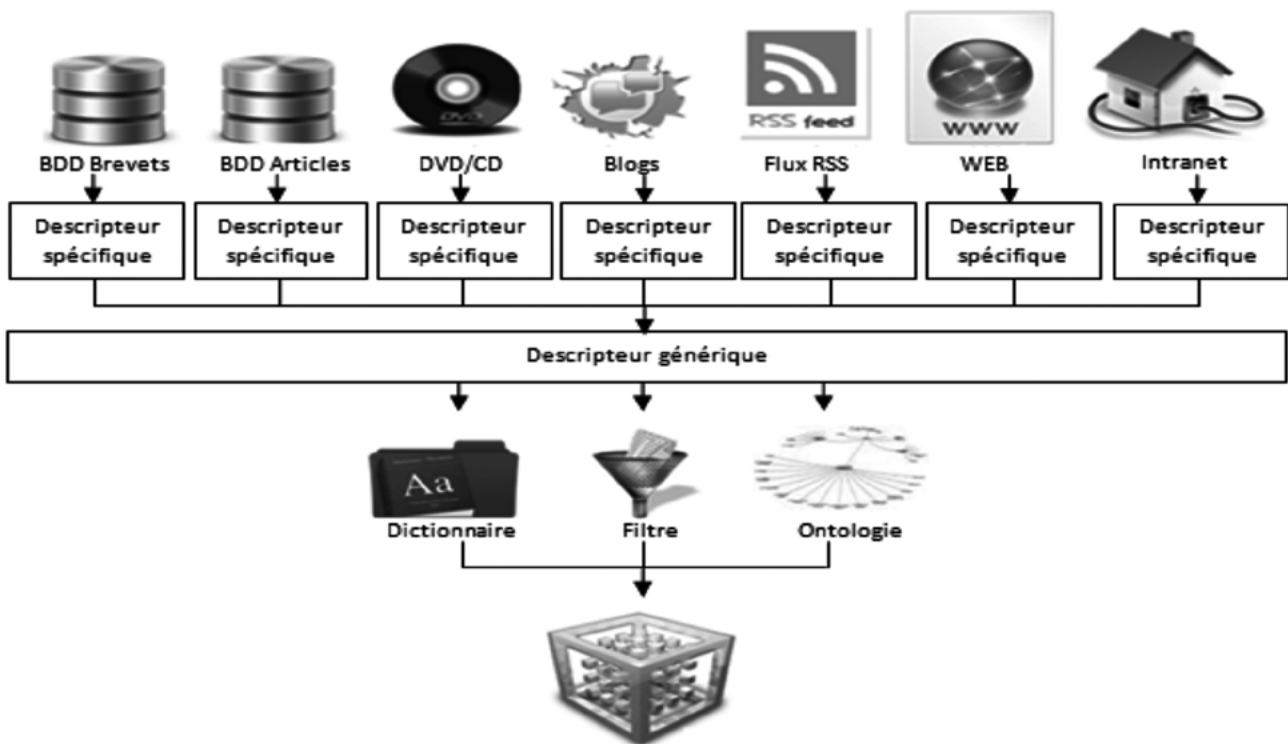 DVD
RSS feed
WWW
BDD Brevets
BDD Articles
DVD/CD
Blogs
Flux RSS
WEB
Intranet
Descripteur
spécifique
Descripteur
spécifique
Descripteur
spécifique
Descripteur
spécifique
Descripteur
spécifique
Descripteur
spécifique
Descripteur
spécifique
Descripteur générique
Aa
Dictionnaire
Filtre
Ontologie